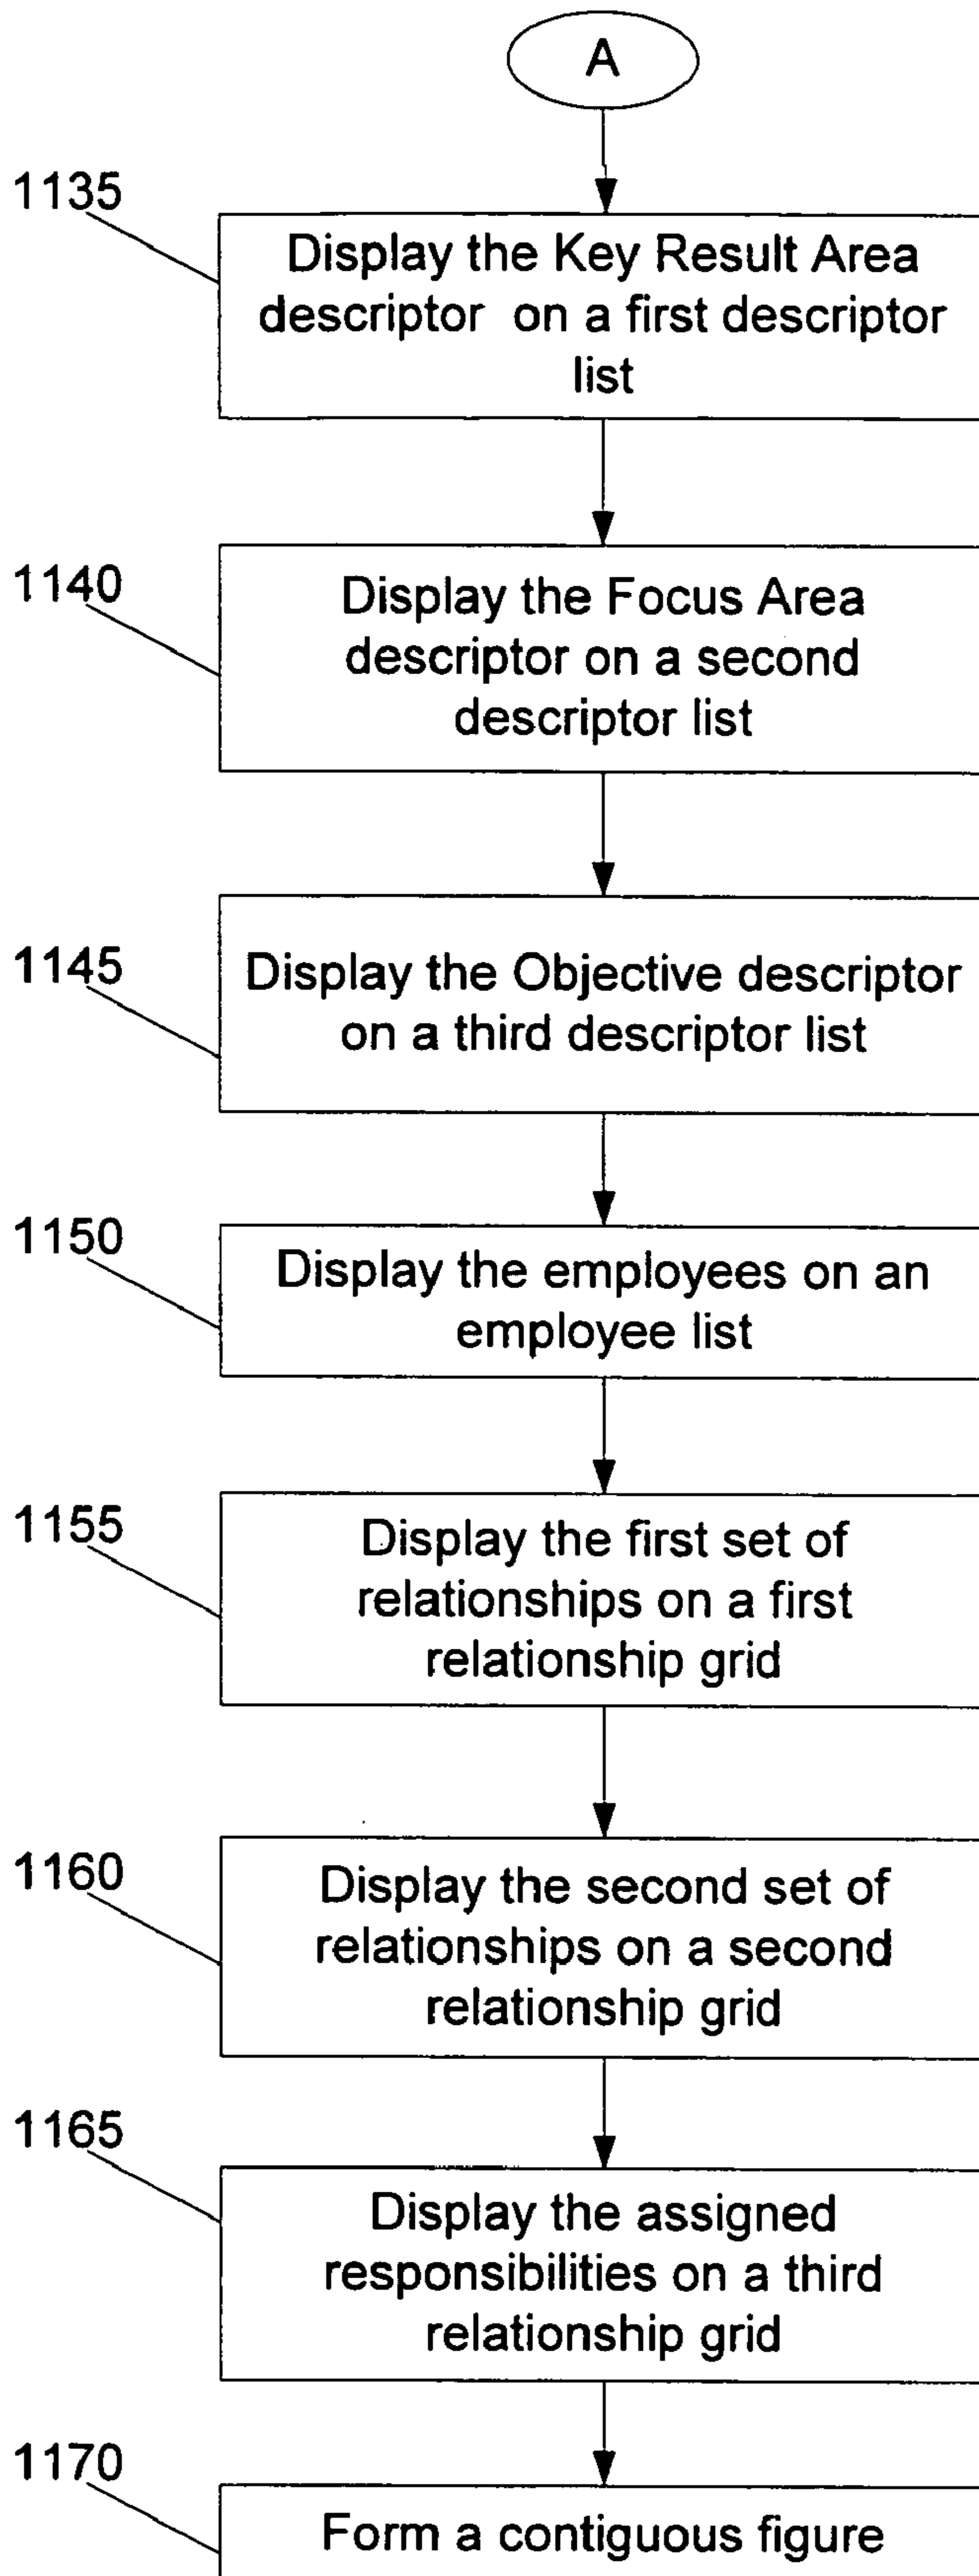 A
1135
Display the Key Result Area
descriptor on a first descriptor
list
1140
Display the Focus Area
descriptor on a second
descriptor list
1145
Display the Objective descriptor
on a third descriptor list
1150
Display the employees on an
employee list
1155
Display the first set of
relationships on a first
relationship grid
1160
Display the second set of
relationships on a second
relationship grid
1165
Display the assigned
responsibilities on a third
relationship grid
1170
Form a contiguous figure